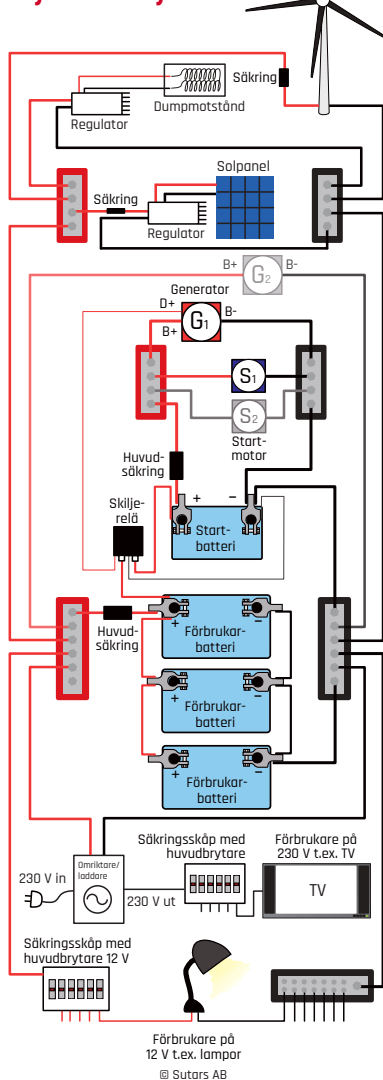 Säkring
Dumpmotstånd
Regulator
Solpanel
Säkring
Regulator
B+
G2
B-
Generator
D+
G1
B-
B+
S1
S2
Start-
motor
Huvud-
säkring
+
–
Skilje-
relä
Start-
batteri
+
–
Förbrukar-
batteri
Huvud-
säkring
+
–
Förbrukar-
batteri
+
–
Förbrukar-
batteri
Omriktare/
laddare
230 V in
230 V ut
Säkringsskåp med
huvudbrytare
Förbrukare på
230 V t.ex. TV
TV
Säkringsskåp med
huvudbrytare 12 V
Förbrukare på
12 V t.ex. lampor
© Sutars AB